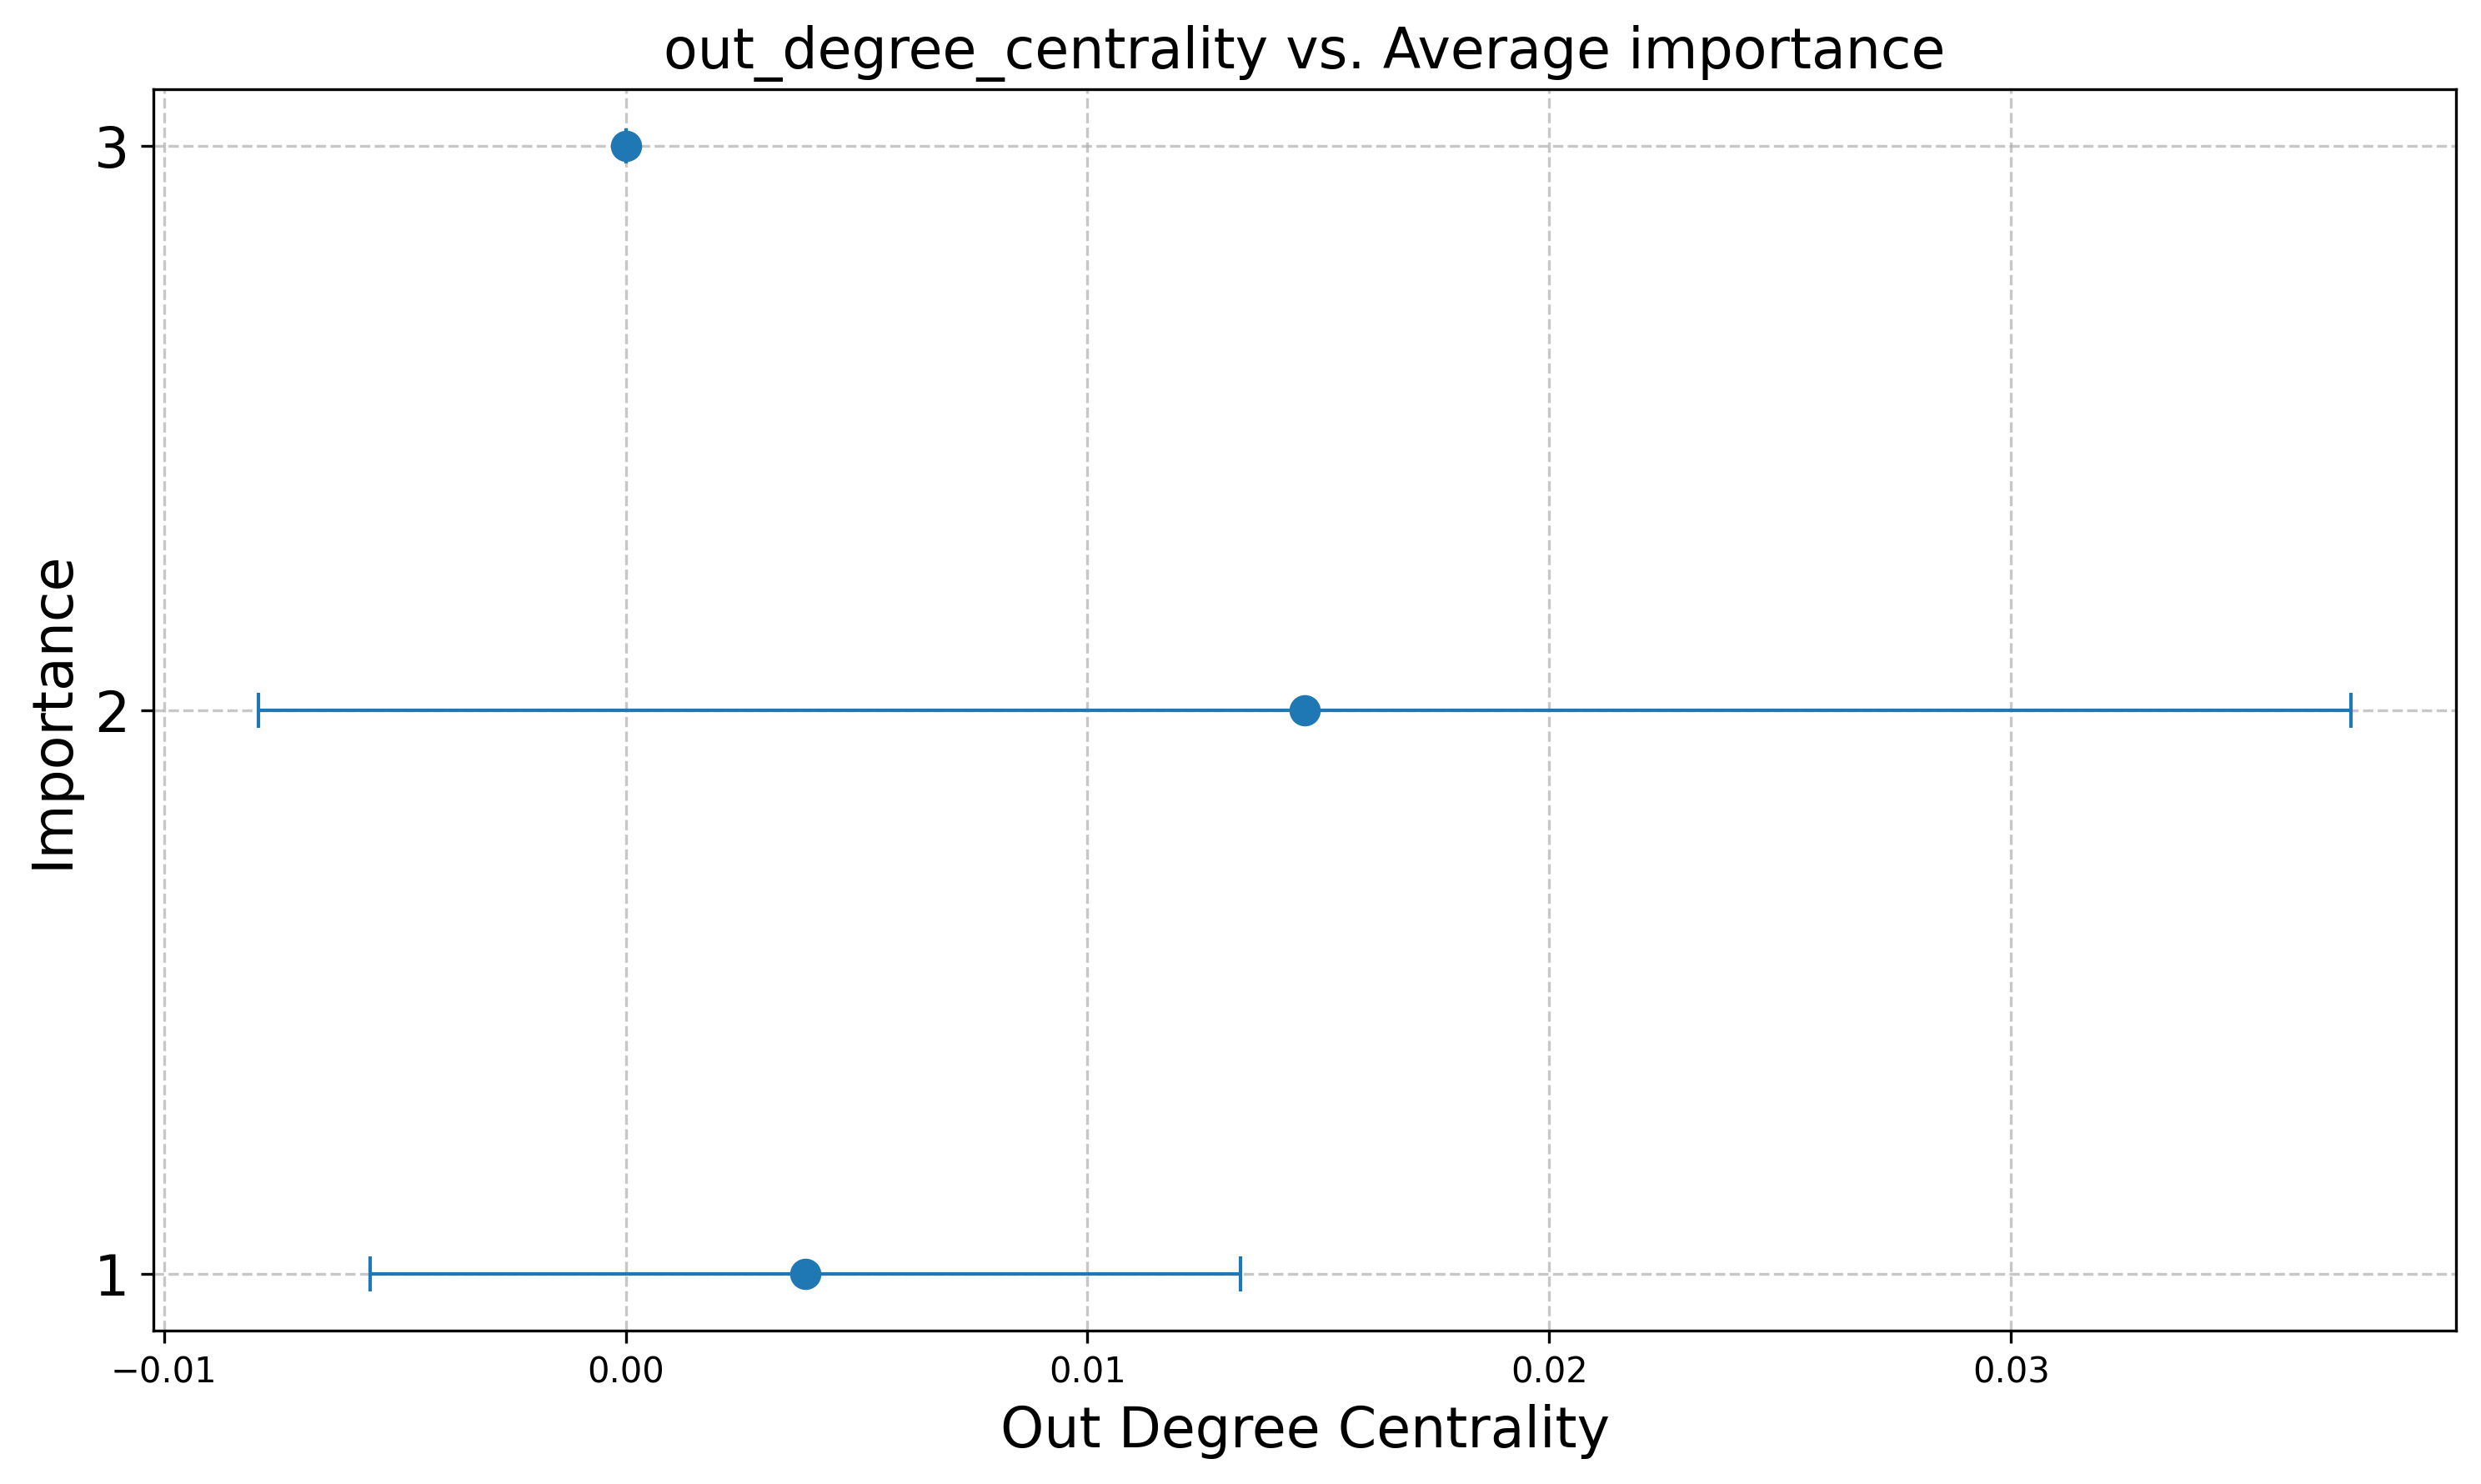 out_degree_centrality vs. Average importance
3
2
1
Importance
−0.01
0.00
0.01
0.02
0.03
Out Degree Centrality